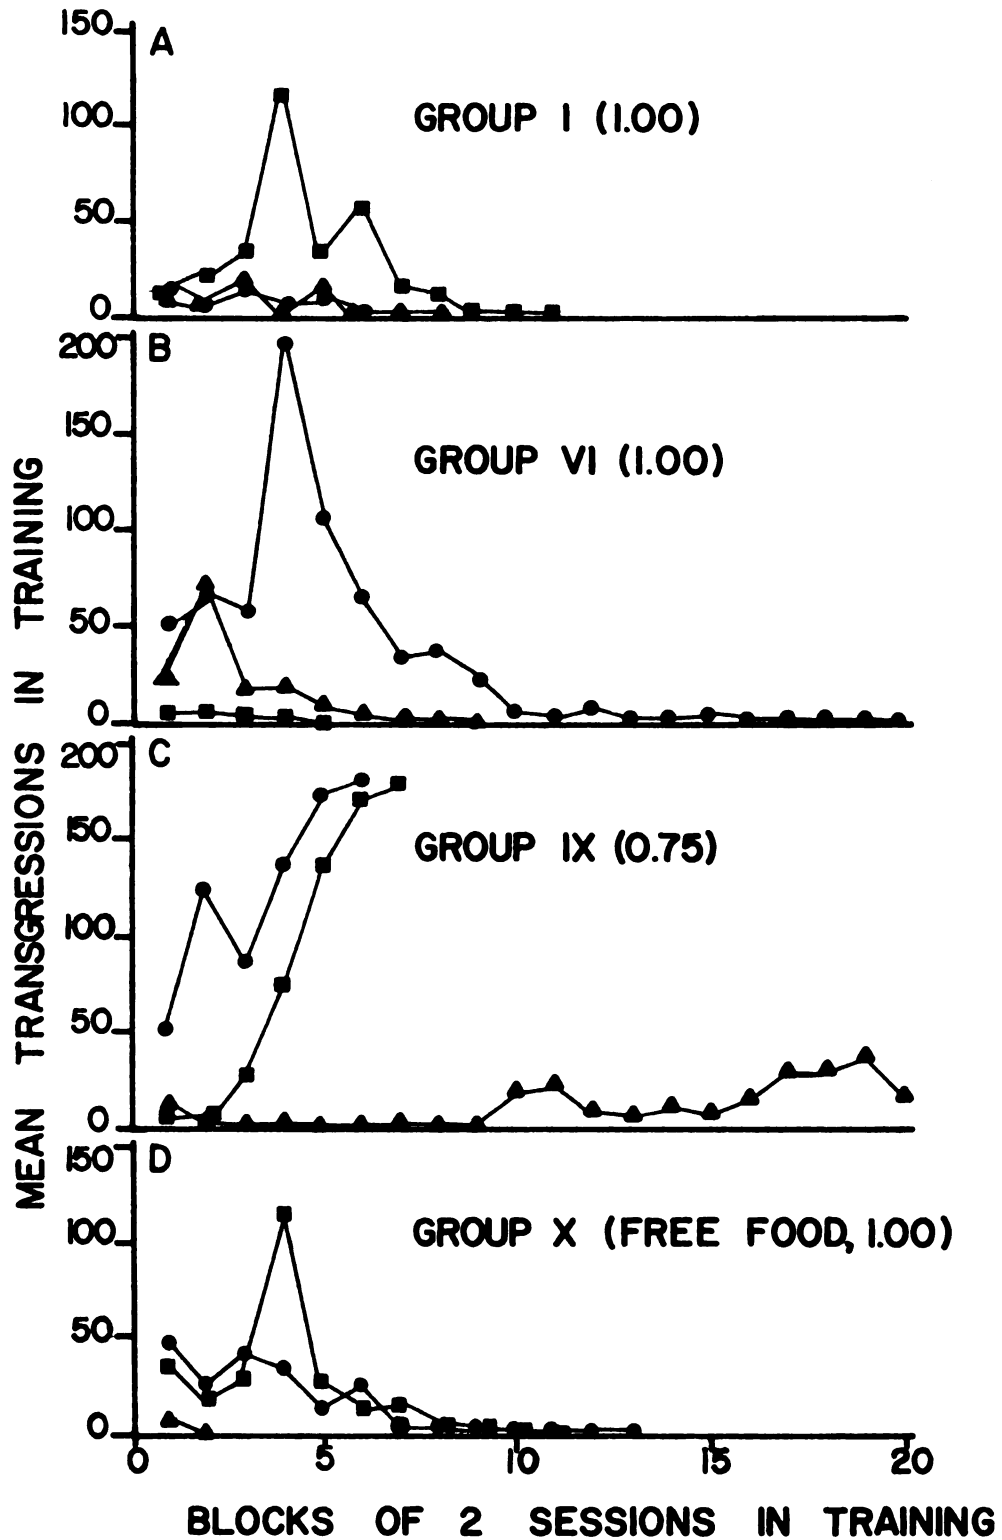 MEAN TRANSGRESSIONS IN TRAINING
150
A
100
GROUP I (1.00)
50
0
200
B
150
GROUP VI (1.00)
100
50
0
200
C
150
GROUP IX (0.75)
100
50
0
150
D
100
GROUP X (FREE FOOD, 1.00)
50
0
0 5 10 15 20
BLOCKS OF 2 SESSIONS IN TRAINING